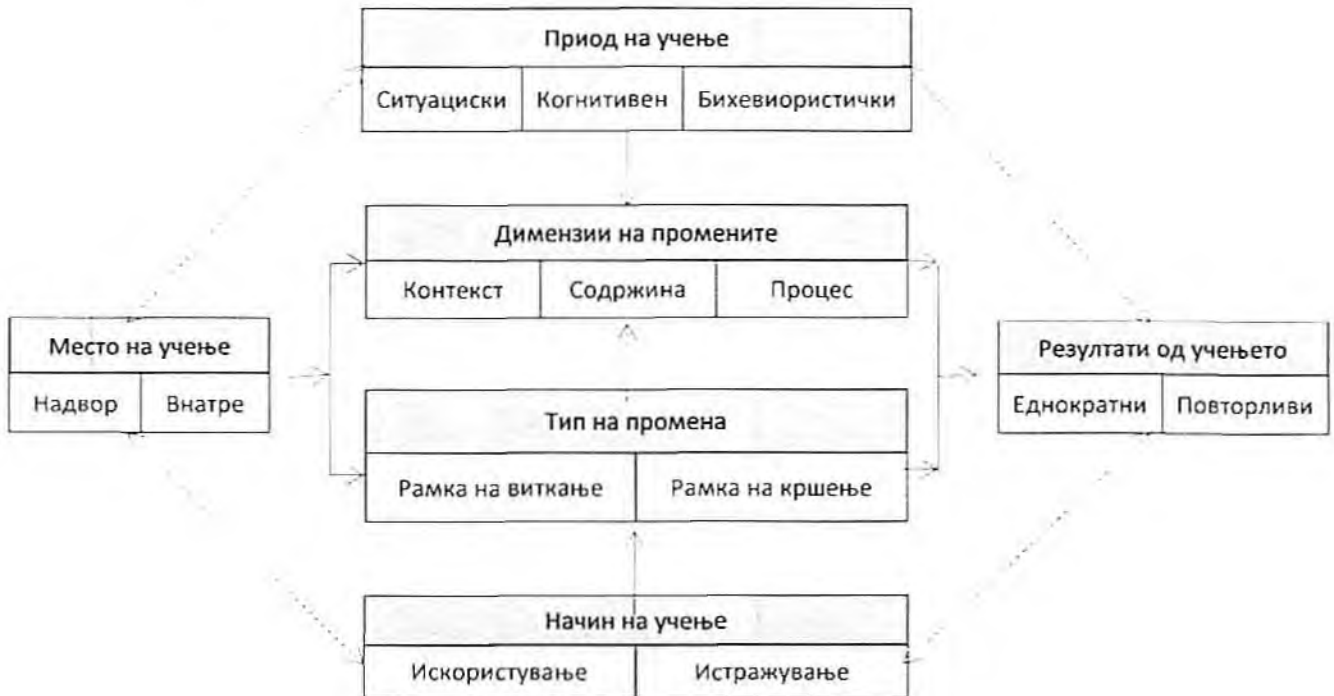 Приод на учење
Ситуациски Когнитивен Бихевиористички
Димензии на промените
Контекст Содржина Процес
Место на учење
Надвор Внатре
Резултати од учењето
Еднократни Повторливи
Тип на промена
Рамка на виткање Рамка на кршење
Начин на учење
Искористување Истражување